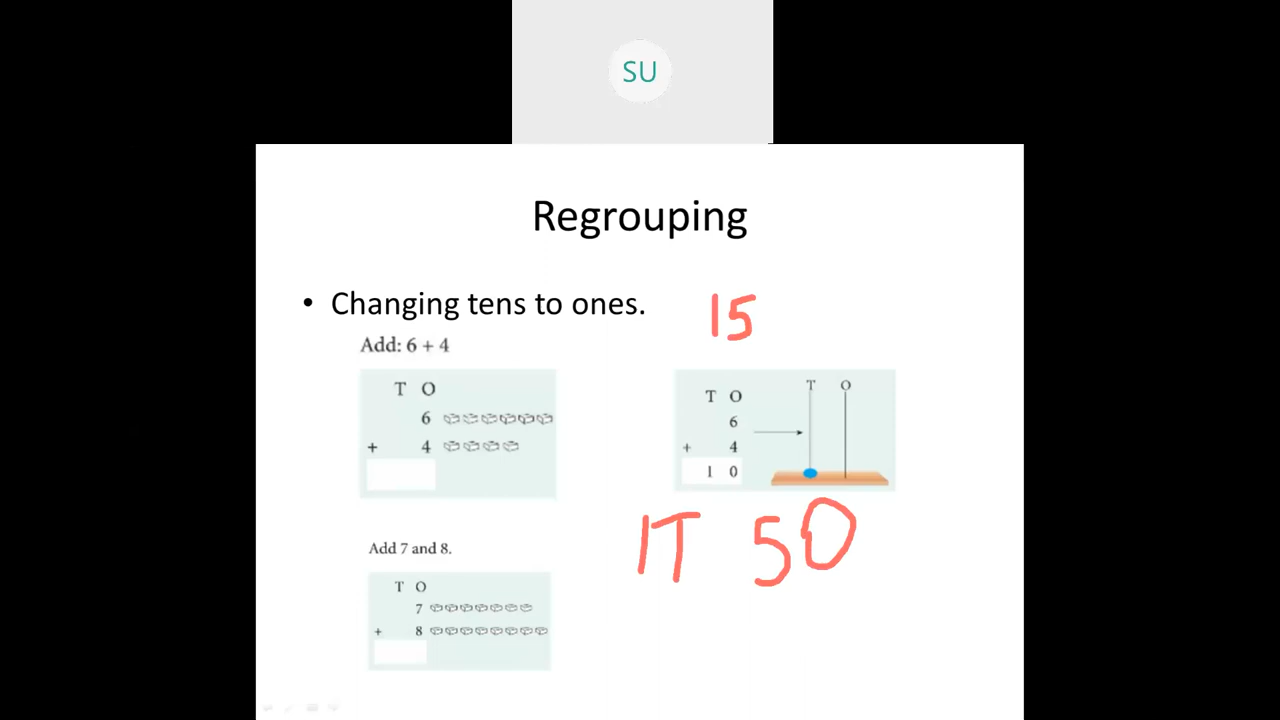 SU
Regrouping
• Changing tens to ones.
15
Add: 6 + 4
T O
6
+ 4
T O
6
+ 4
1 0
T O
1T 5O
Add 7 and 8.
T O
7
+ 8